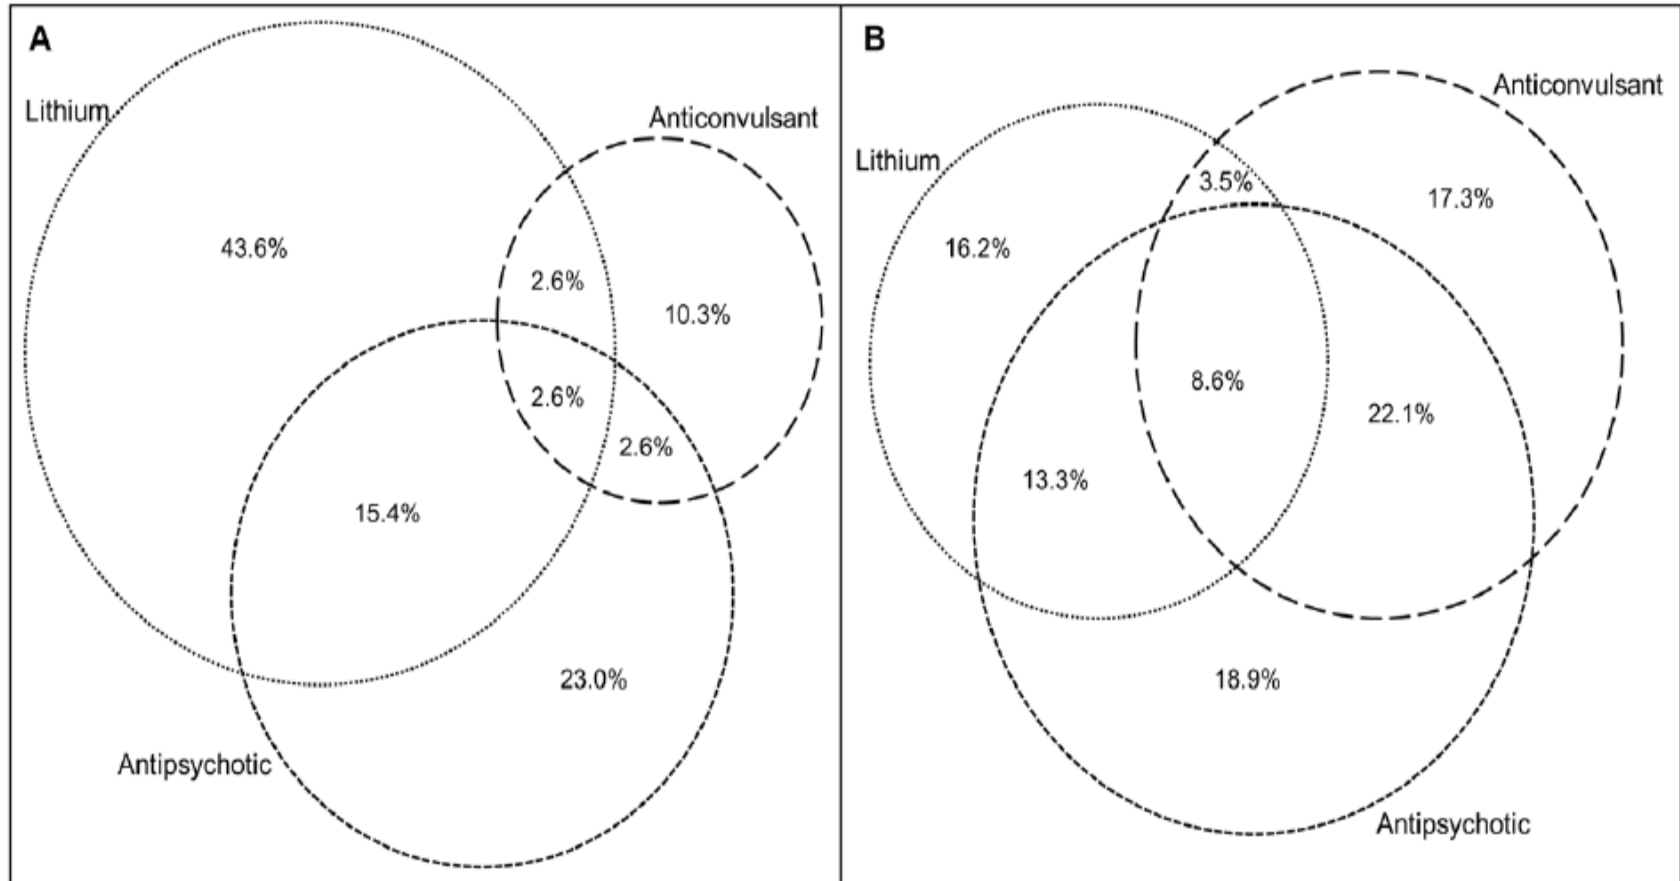 A
Lithium
Anticonvulsant
43.6%
2.6%
10.3%
2.6%
2.6%
15.4%
23.0%
Antipsychotic
B
Anticonvulsant
Lithium
3.5%
17.3%
16.2%
8.6%
22.1%
13.3%
18.9%
Antipsychotic